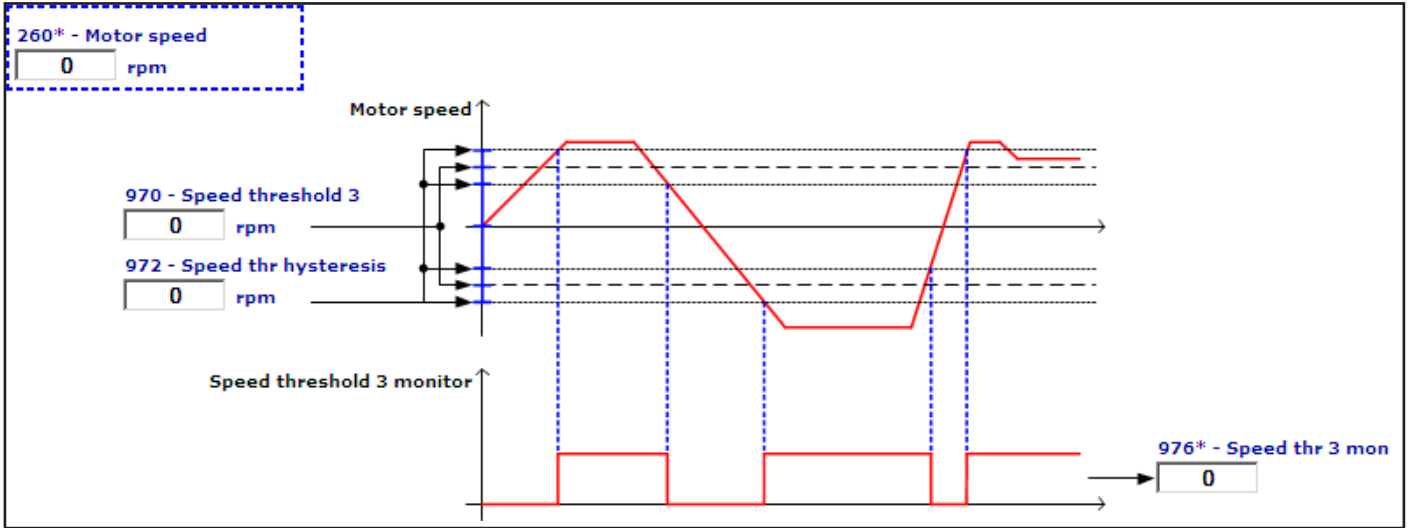 260* - Motor speed
0 rpm
Motor speed
970 - Speed threshold 3
0 rpm
972 - Speed thr hysteresis
0 rpm
Speed threshold 3 monitor
976* - Speed thr 3 mon
0